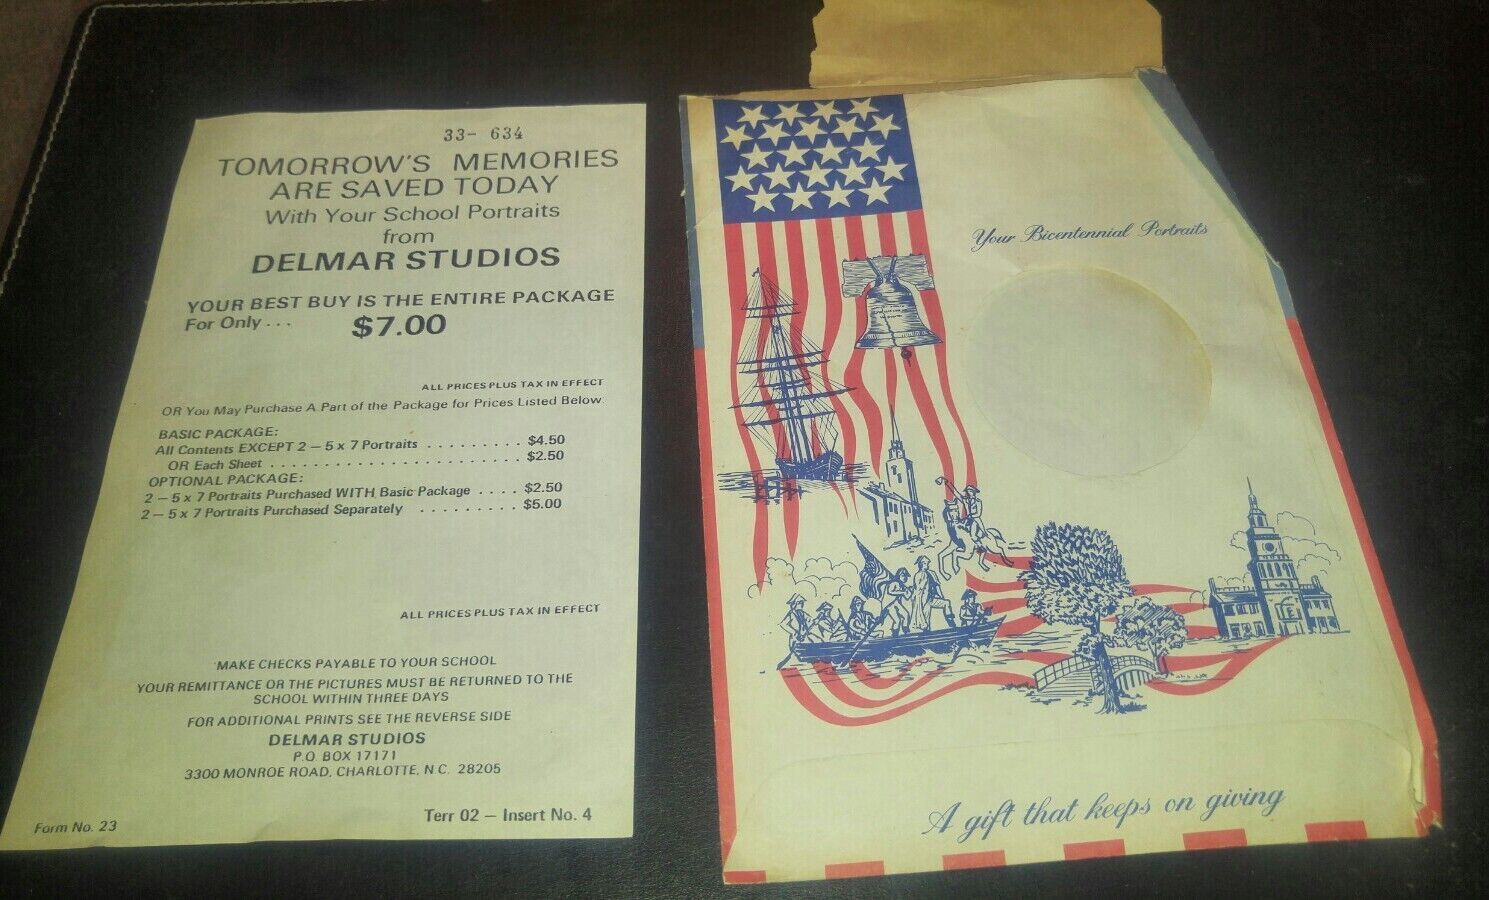 33- 634
TOMORROW'S MEMORIES
ARE SAVED TODAY
With Your School Portraits
from
DELMAR STUDIOS
YOUR BEST BUY IS THE ENTIRE PACKAGE
For Only . . . $7.00
ALL PRICES PLUS TAX IN EFFECT
OR You May Purchase A Part of the Package for Prices Listed Below:
BASIC PACKAGE:
All Contents EXCEPT 2 — 5 x 7 Portraits . . . . . . . . . $4.50
OR Each Sheet . . . . . . . . . . . . . . . . . . . . . . . $2.50
OPTIONAL PACKAGE:
2 — 5 x 7 Portraits Purchased WITH Basic Package . . . . $2.50
2 — 5 x 7 Portraits Purchased Separately . . . . . . . . . $5.00
ALL PRICES PLUS TAX IN EFFECT
MAKE CHECKS PAYABLE TO YOUR SCHOOL
YOUR REMITTANCE OR THE PICTURES MUST BE RETURNED TO THE
SCHOOL WITHIN THREE DAYS
FOR ADDITIONAL PRINTS SEE THE REVERSE SIDE
DELMAR STUDIOS
P.O. BOX 17171
3300 MONROE ROAD, CHARLOTTE, N.C. 28205
Form No. 23
Terr 02 — Insert No. 4
Your Bicentennial Portraits
A gift that keeps on giving